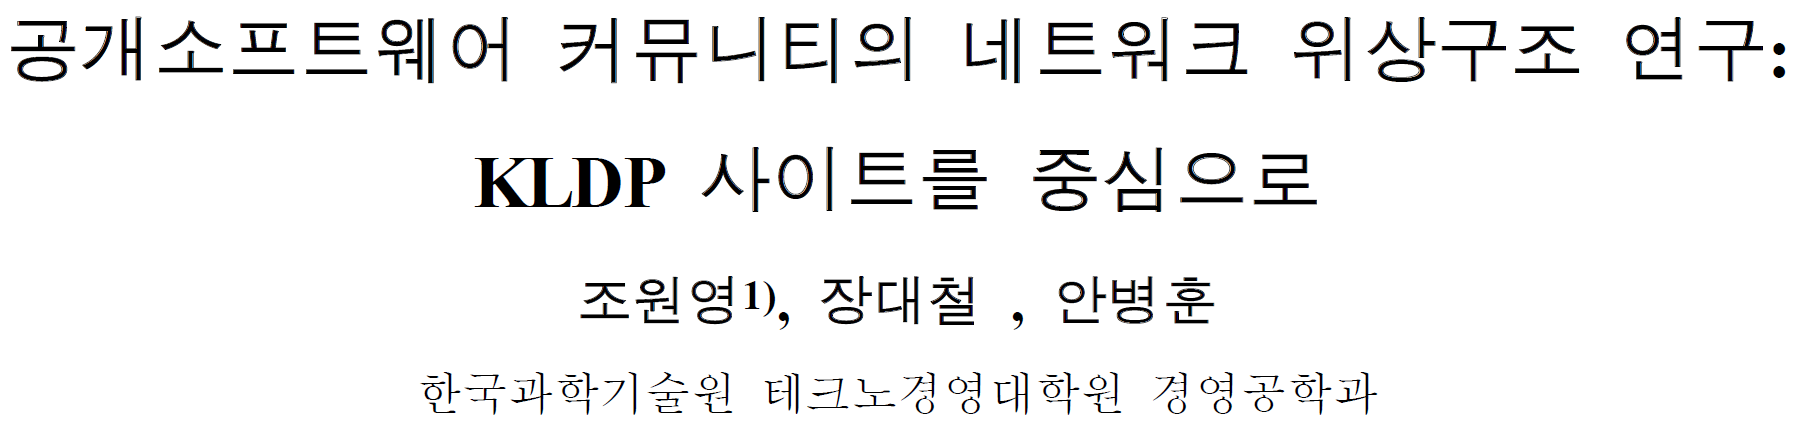 공개소프트웨어 커뮤니티의 네트워크 위상구조 연구:
KLDP 사이트를 중심으로
조원영1), 장대철 , 안병훈
한국과학기술원 테크노경영대학원 경영공학과